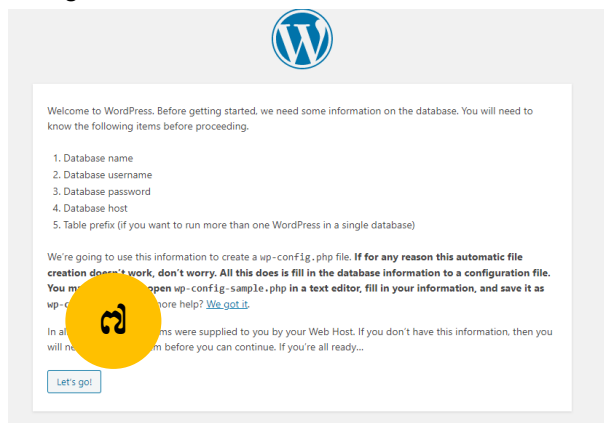 Welcome to WordPress. Before getting started, we need some information on the database. You will need to
know the following items before proceeding.
1. Database name
2. Database username
3. Database password
4. Database host
5. Table prefix (if you want to run more than one WordPress in a single database)
We're going to use this information to create a wp-config.php file. If for any reason this automatic file
creation doesn't work, don't worry. All this does is fill in the database information to a configuration file.
You open wp-config-sample.php in a text editor, fill in your information, and save it as
more help? We got it.
๗
In were supplied to you by your Web Host. If you don't have this information, then you
will before you can continue. If you're all ready...
Let's go!